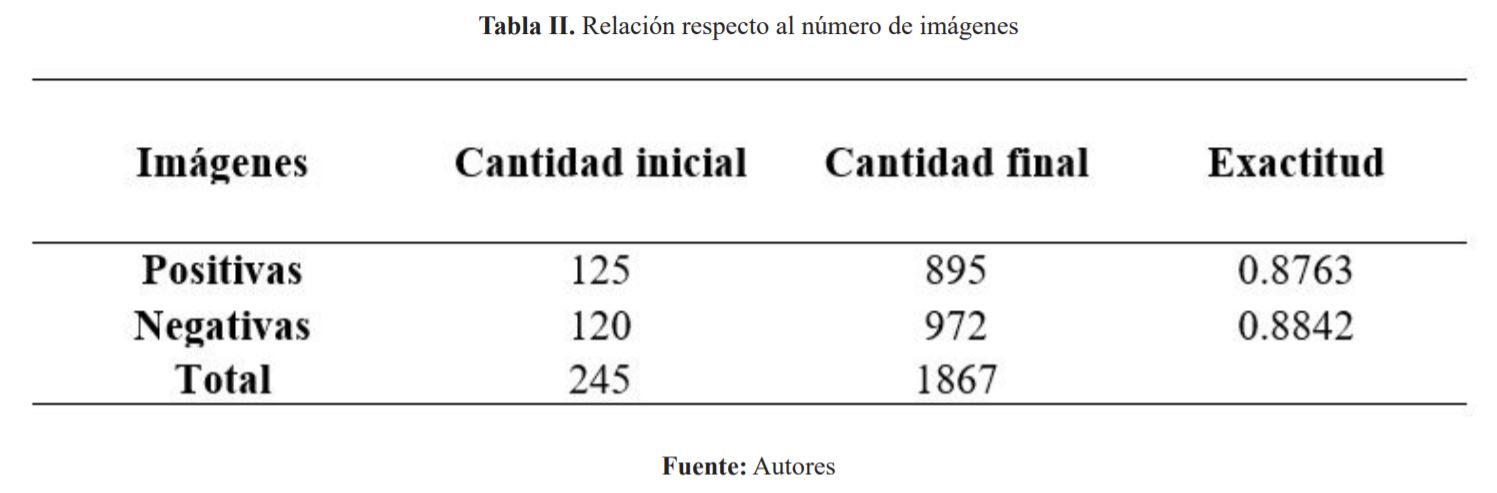 Tabla II. Relación respecto al número de imágenes
Imágenes Cantidad inicial Cantidad final Exactitud
Positivas 125 895 0.8763
Negativas 120 972 0.8842
Total 245 1867
Fuente: Autores